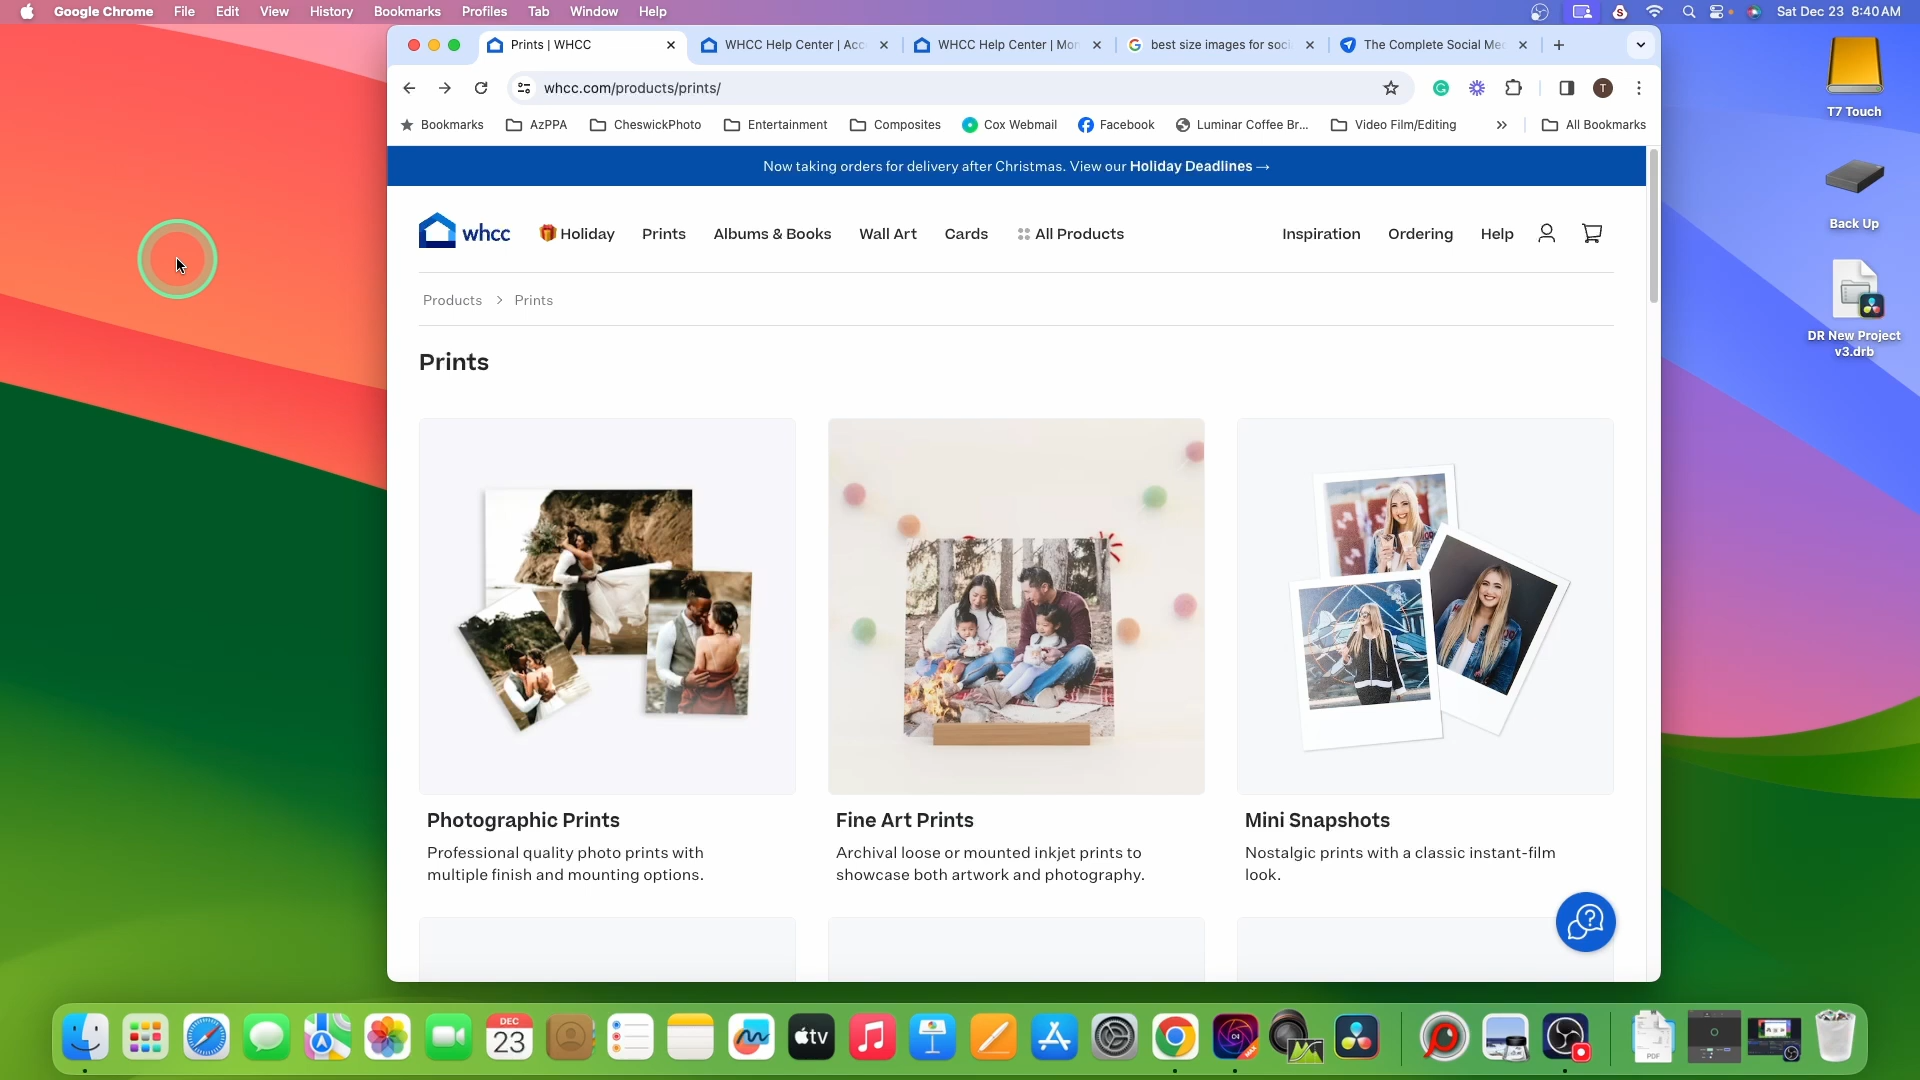 Google Chrome File Edit View History Bookmarks Profiles Tab Window Help
Sat Dec 23 8:40 AM
Prints | WHCC
WHCC Help Center | Acc
WHCC Help Center | Mon
best size images for soci
The Complete Social Med
whcc.com/products/prints/
T
Bookmarks AzPPA CheswickPhoto Entertainment Composites Cox Webmail Facebook Luminar Coffee Br... Video Film/Editing » All Bookmarks
Now taking orders for delivery after Christmas. View our Holiday Deadlines →
whcc Holiday Prints Albums & Books Wall Art Cards All Products Inspiration Ordering Help
Products > Prints
Prints
Photographic Prints
Professional quality photo prints with
multiple finish and mounting options.
Fine Art Prints
Archival loose or mounted inkjet prints to
showcase both artwork and photography.
Mini Snapshots
Nostalgic prints with a classic instant-film
look.
T7 Touch
Back Up
DR New Project
v3.drb
DEC
23
tv
PDF